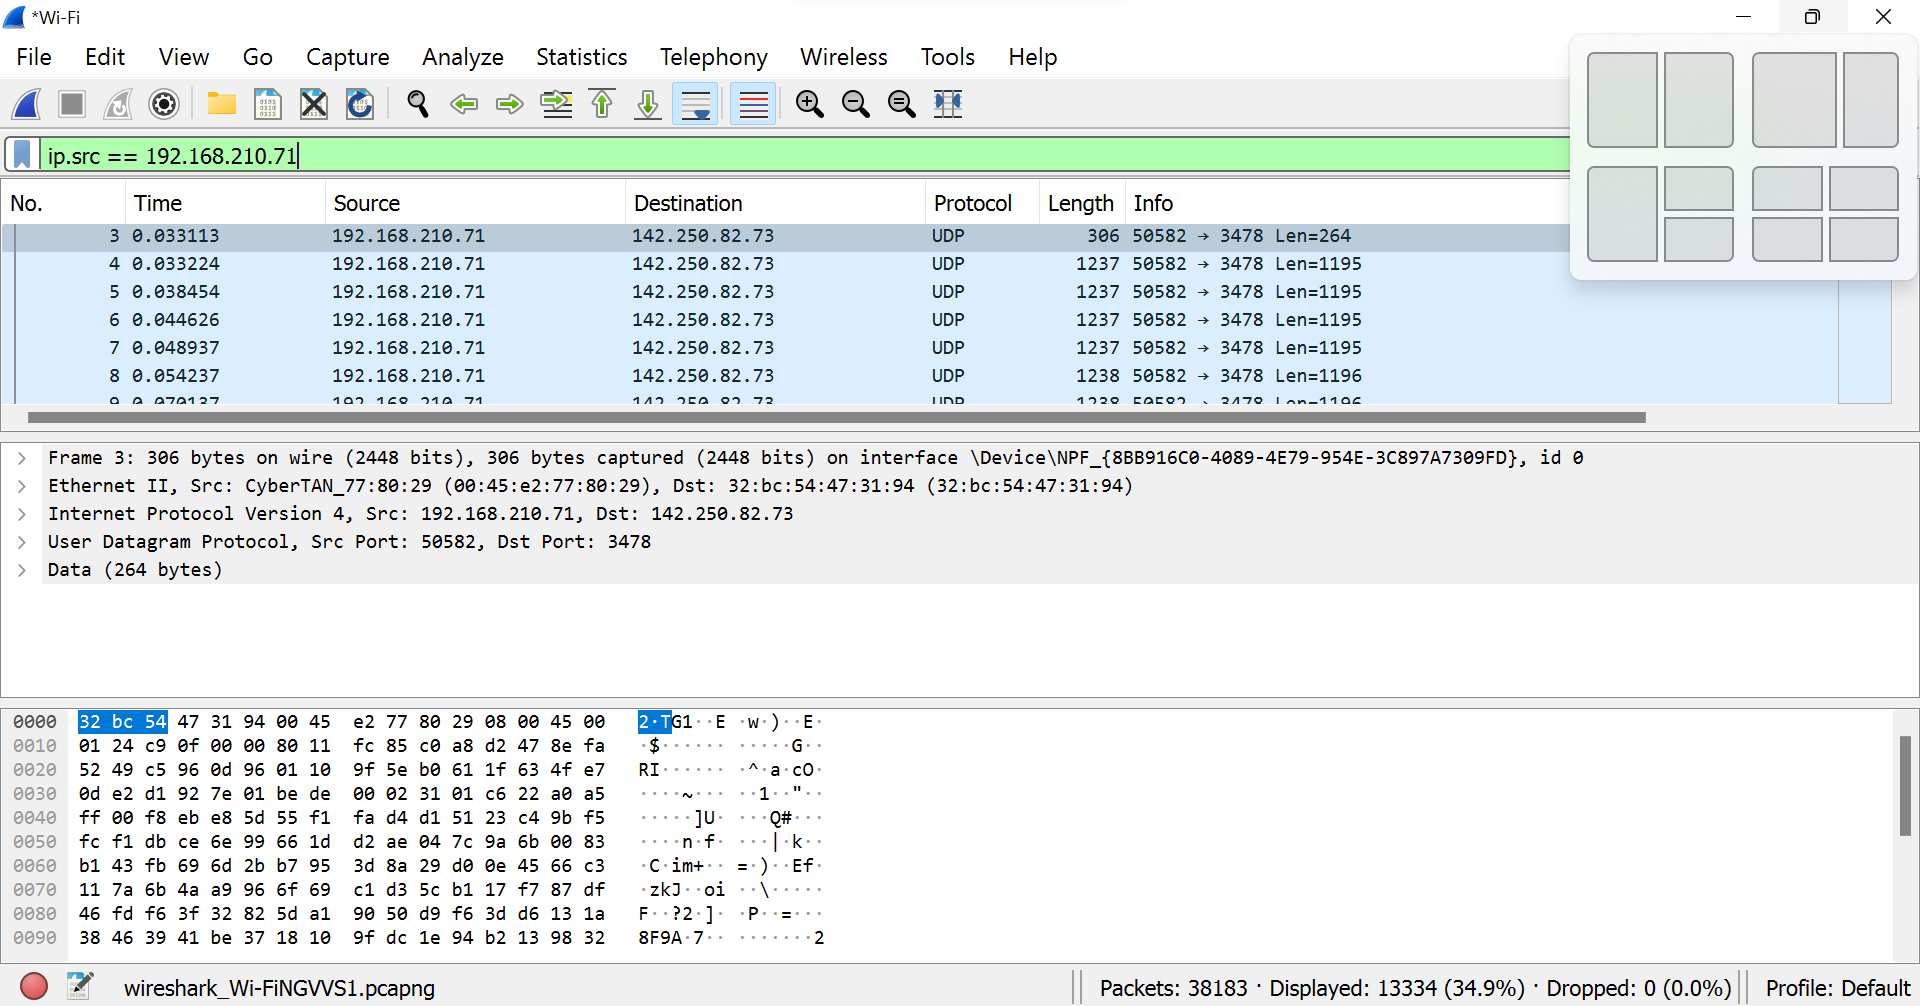 *Wi-Fi
File Edit View Go Capture Analyze Statistics Telephony Wireless Tools Help
ip.src == 192.168.210.71
No. Time Source Destination Protocol Length Info
3 0.033113 192.168.210.71 142.250.82.73 UDP 306 50582 → 3478 Len=264
4 0.033224 192.168.210.71 142.250.82.73 UDP 1237 50582 → 3478 Len=1195
5 0.038454 192.168.210.71 142.250.82.73 UDP 1237 50582 → 3478 Len=1195
6 0.044626 192.168.210.71 142.250.82.73 UDP 1237 50582 → 3478 Len=1195
7 0.048937 192.168.210.71 142.250.82.73 UDP 1237 50582 → 3478 Len=1195
8 0.054237 192.168.210.71 142.250.82.73 UDP 1238 50582 → 3478 Len=1196
9 0.070137 192.168.210.71 142.250.82.73 UDP 1238 50582 → 3478 Len=1196
> Frame 3: 306 bytes on wire (2448 bits), 306 bytes captured (2448 bits) on interface \Device\NPF_{8BB916C0-4089-4E79-954E-3C897A7309FD}, id 0
> Ethernet II, Src: CyberTAN_77:80:29 (00:45:e2:77:80:29), Dst: 32:bc:54:47:31:94 (32:bc:54:47:31:94)
> Internet Protocol Version 4, Src: 192.168.210.71, Dst: 142.250.82.73
> User Datagram Protocol, Src Port: 50582, Dst Port: 3478
> Data (264 bytes)
0000 32 bc 54 47 31 94 00 45 e2 77 80 29 08 00 45 00 2·TG1··E ·w·)··E·
0010 01 24 c9 0f 00 00 80 11 fc 85 c0 a8 d2 47 8e fa ·$······ ·····G··
0020 52 49 c5 96 0d 96 01 10 9f 5e b0 61 1f 63 4f e7 RI······ ·^·a·cO·
0030 0d e2 d1 92 7e 01 be de 00 02 31 01 c6 22 a0 a5 ····~··· ··1··"··
0040 ff 00 f8 eb e8 5d 55 f1 fa d4 d1 51 23 c4 9b f5 ·····]U· ···Q#···
0050 fc f1 db ce 6e 99 66 1d d2 ae 04 7c 9a 6b 00 83 ····n·f· ···|·k··
0060 b1 43 fb 69 6d 2b b7 95 3d 8a 29 d0 0e 45 66 c3 ·C·im+·· =·)··Ef·
0070 11 7a 6b 4a a9 96 6f 69 c1 d3 5c b1 17 f7 87 df ·zkJ··oi ··\·····
0080 46 fd f6 3f 32 82 5d a1 90 50 d9 f6 3d d6 13 1a F··?2·]· ·P··=···
0090 38 46 39 41 be 37 18 10 9f dc 1e 94 b2 13 98 32 8F9A·7·· ·······2
wireshark_Wi-FiNGVVS1.pcapng Packets: 38183 · Displayed: 13334 (34.9%) · Dropped: 0 (0.0%) Profile: Default